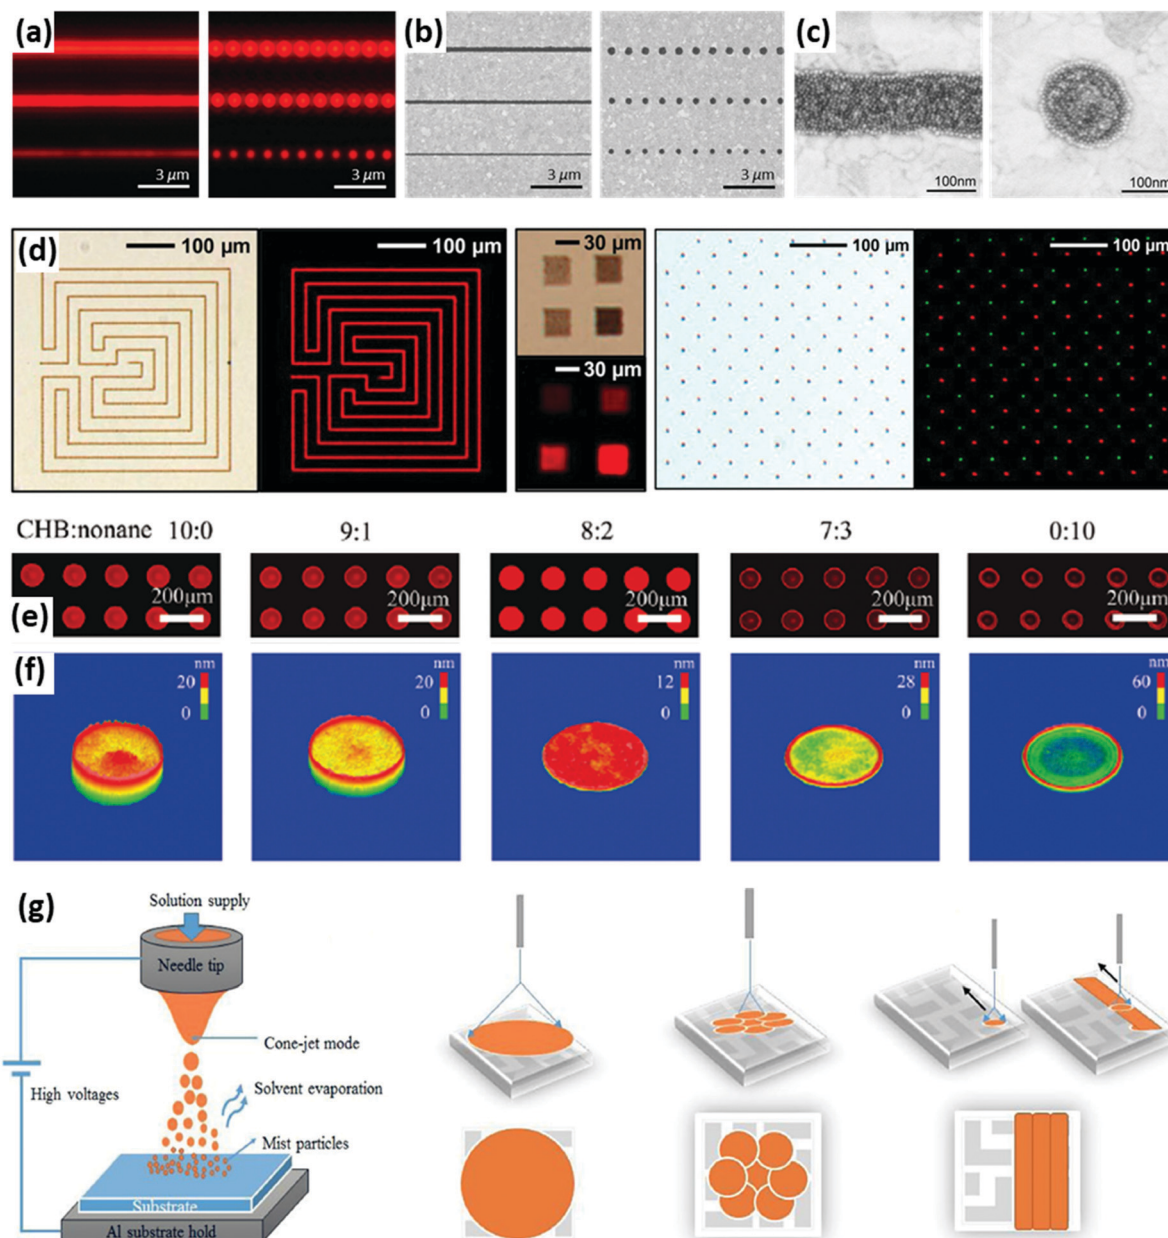 (a)
(b)
(c)
3 μm
3 μm
3 μm
3 μm
100nm
100nm
(d)
100 μm
100 μm
30 μm
30 μm
100 μm
100 μm
CHB:nonane 10:0
9:1
8:2
7:3
0:10
(e)
200μm
200μm
200μm
200μm
200μm
(f)
nm
20
0
nm
20
0
nm
12
0
nm
28
0
nm
60
0
(g)
Solution supply
Needle tip
Cone-jet mode
High voltages
Solvent evaporation
Mist particles
Substrate
Al substrate hold